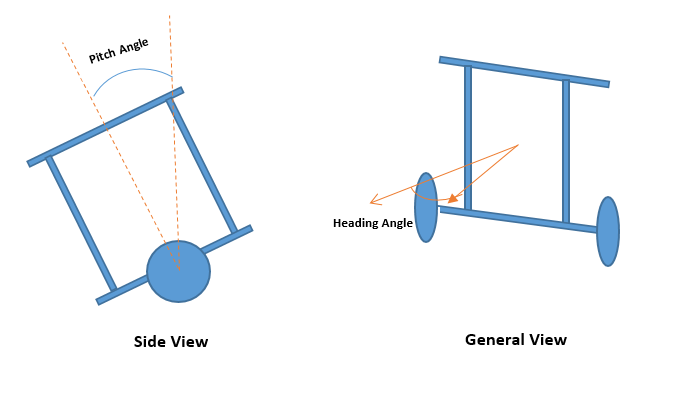 Pitch Angle
Heading Angle
Side View
General View